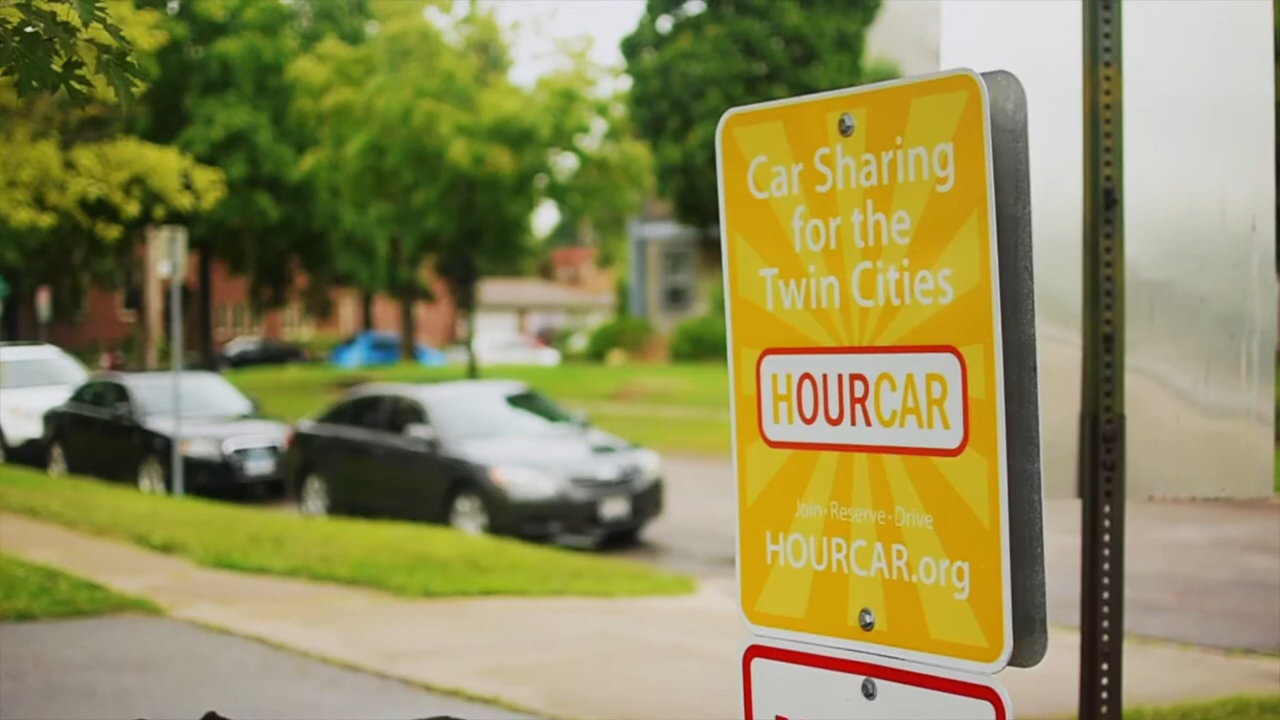 Car Sharing
for the
Twin Cities
HOURCAR
Join·Reserve·Drive
HOURCAR.org